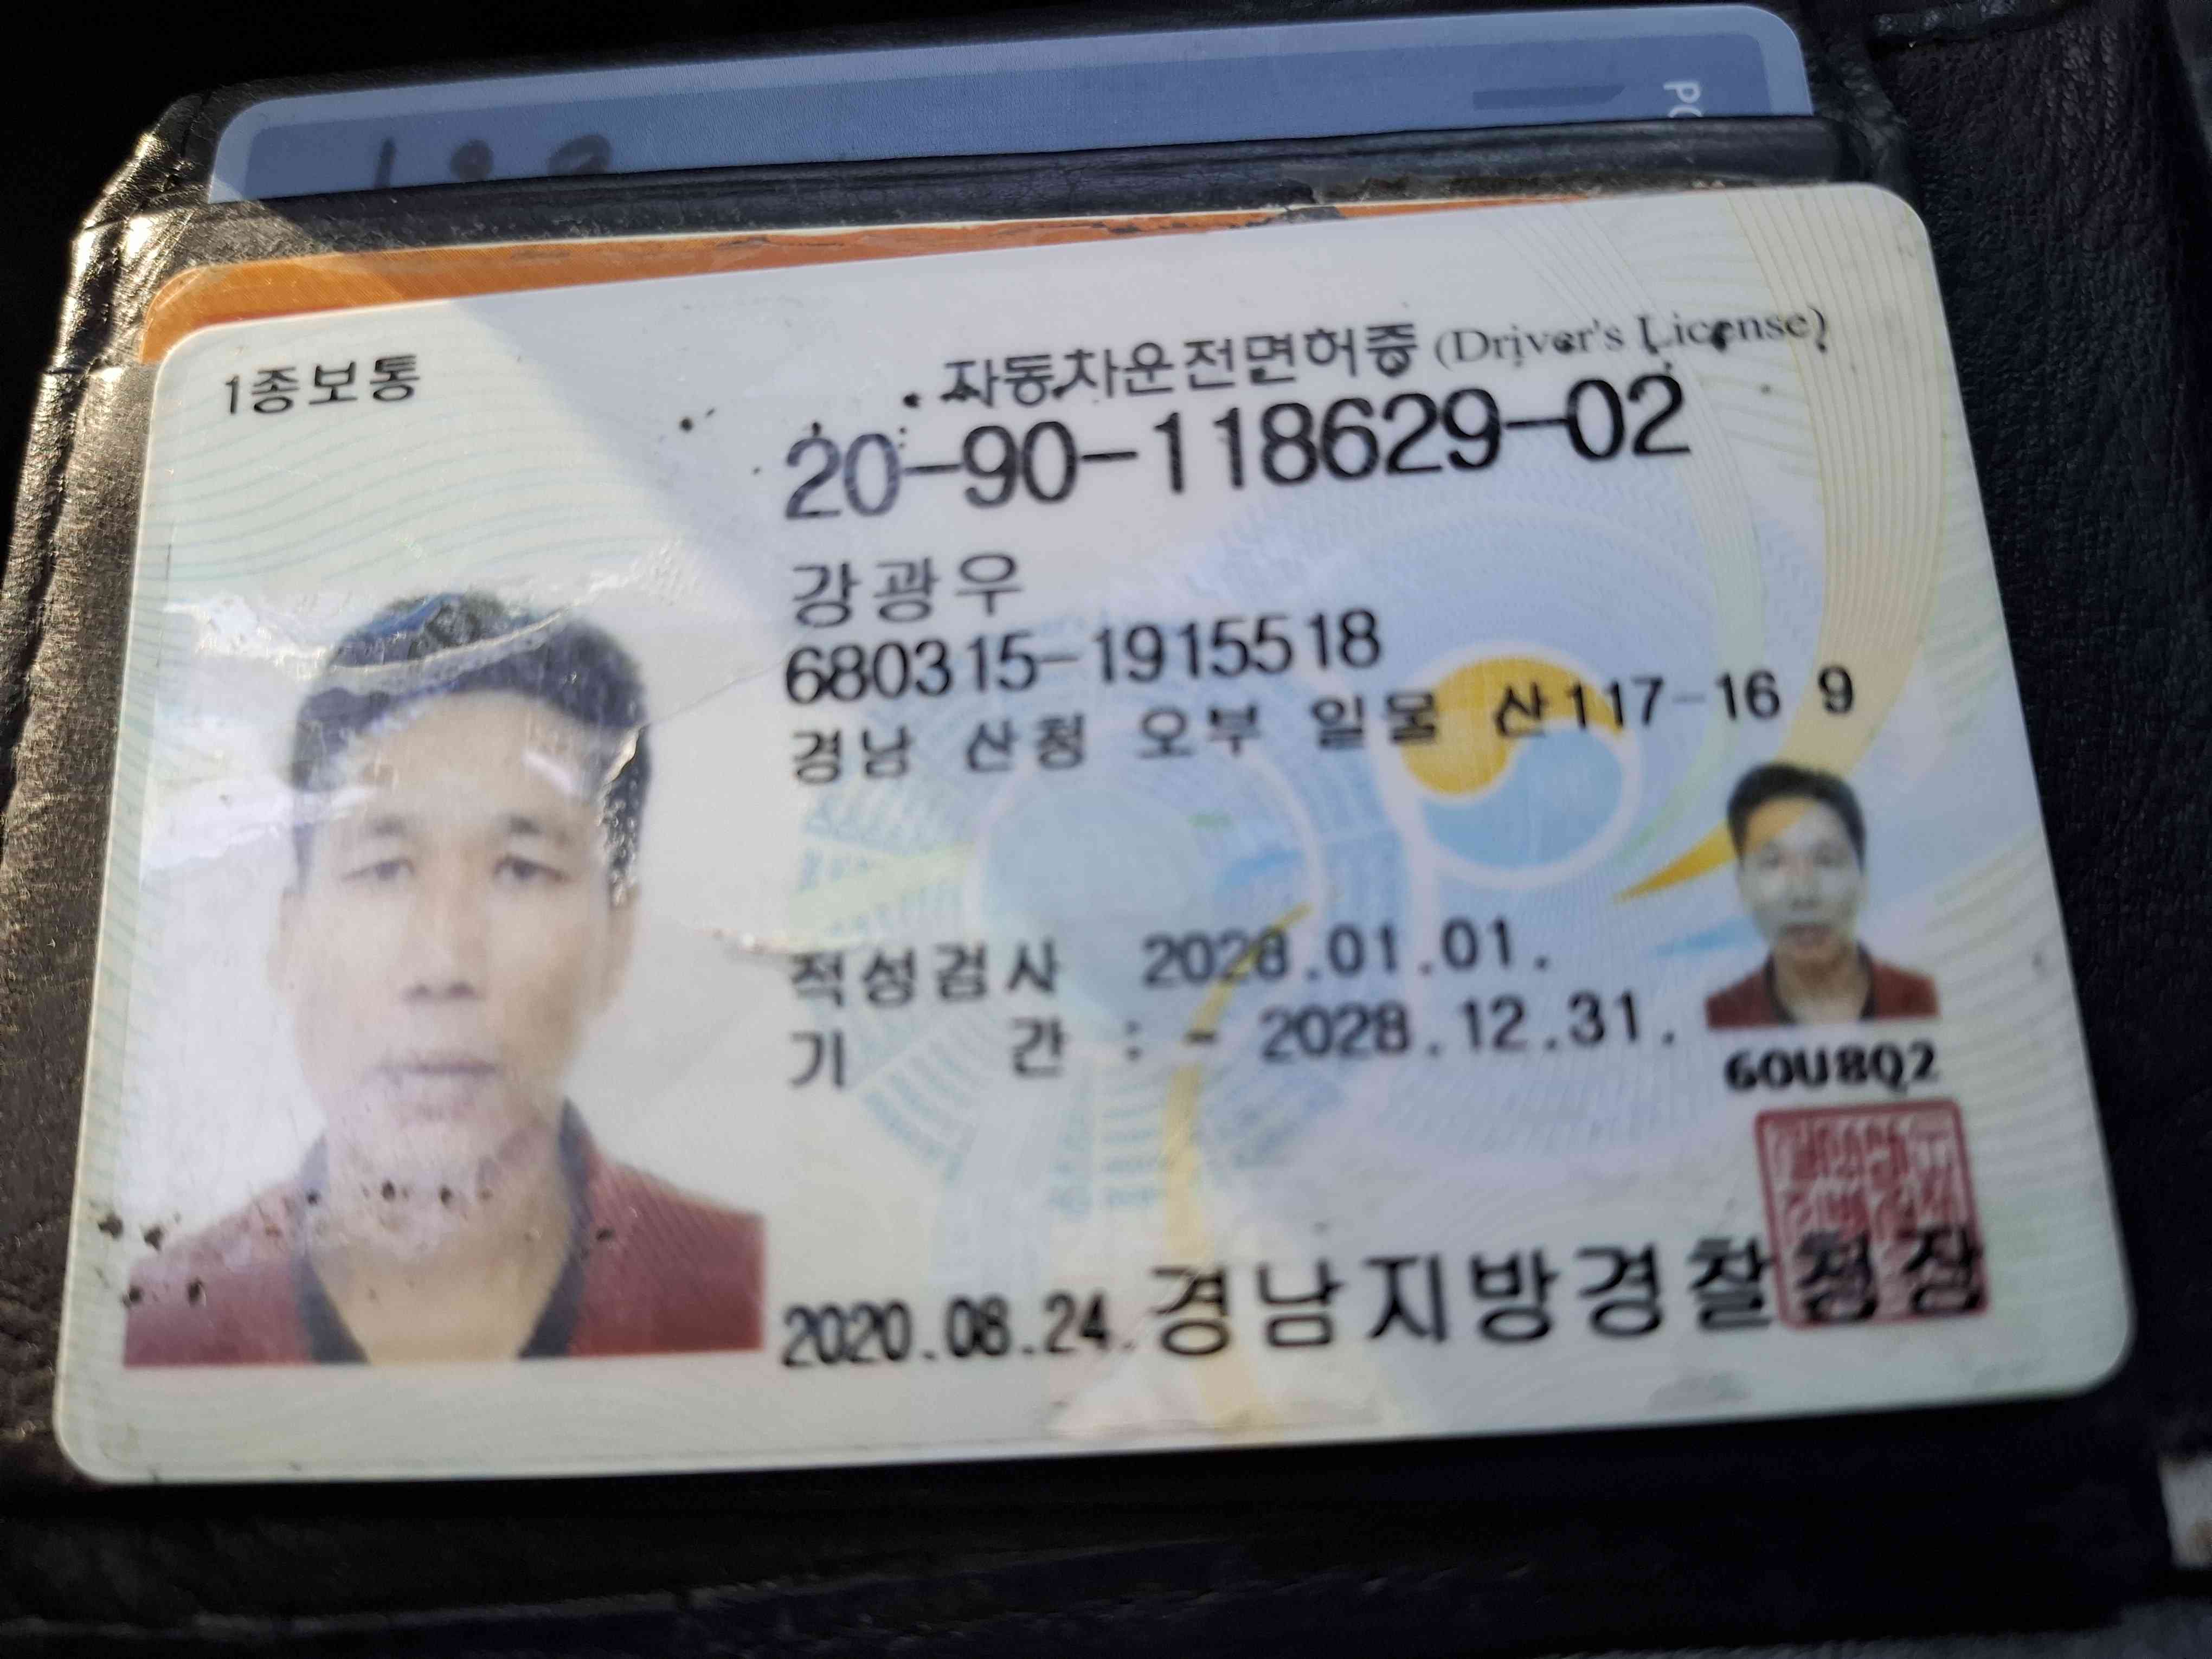 1종보통
자동차운전면허증 (Driver's License)
20-90-118629-02
강광우
680315-1915518
경남 산청 오부 일물 산117-16 9
적성검사 2028.01.01.
기 간 : - 2028.12.31.
6OU8Q2
2020.08.24. 경남지방경찰청장